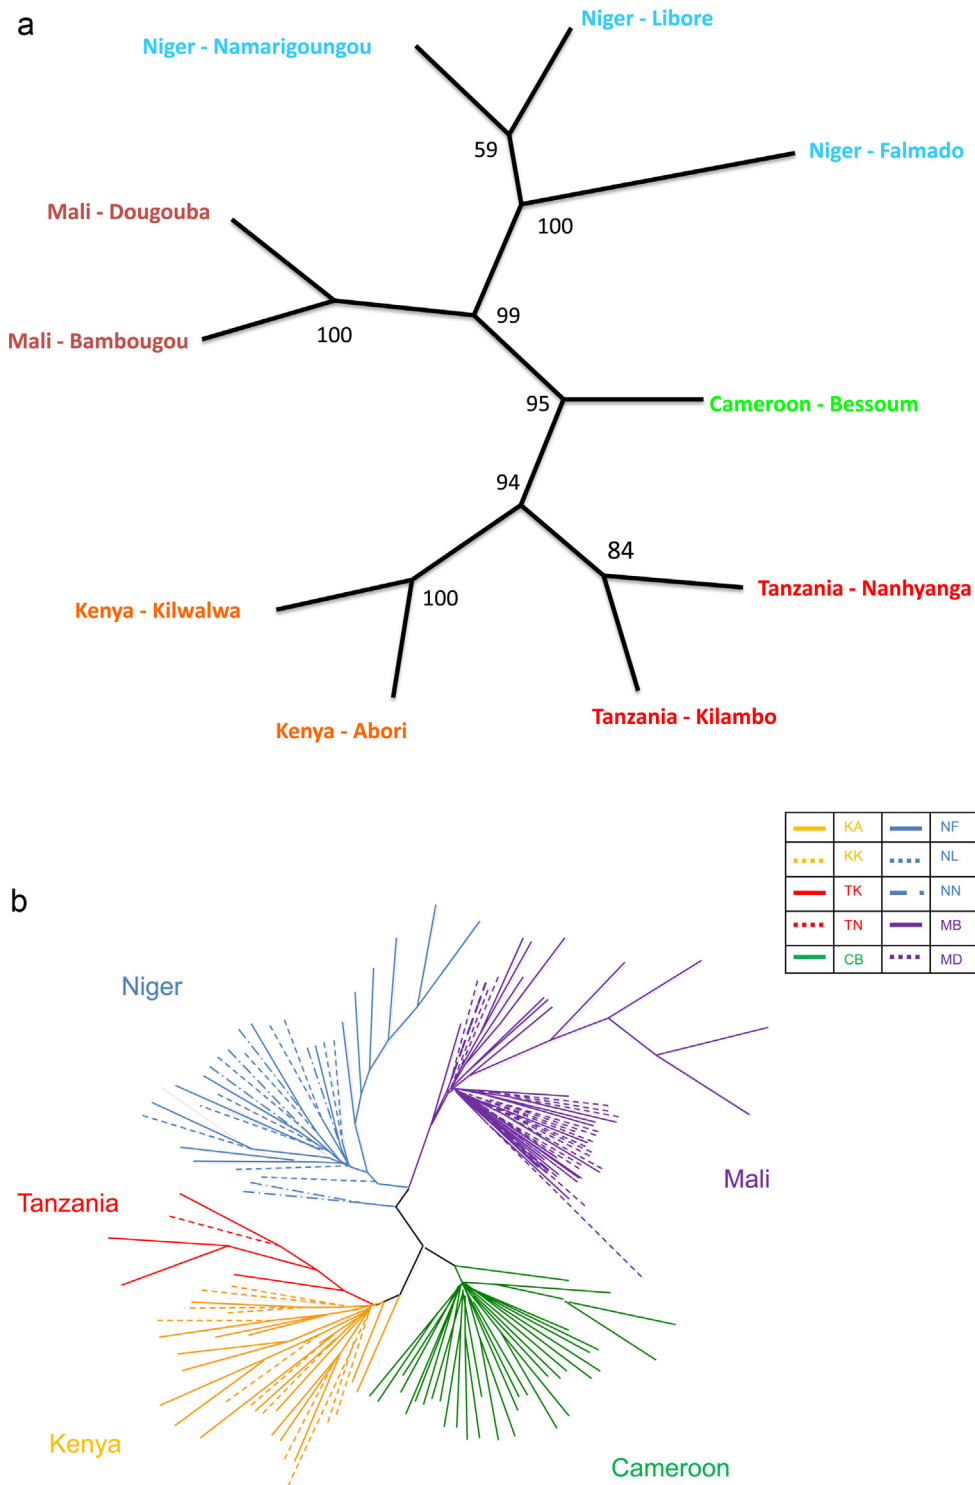 a
Niger - Libore
Niger - Namarigoungou
59
Niger - Falmado
Mali - Dougouba
100
99
100
Mali - Bambougou
95
Cameroon - Bessoum
94
84
Kenya - Kilwalwa
100
Tanzania - Nanhyanga
Kenya - Abori
Tanzania - Kilambo
KA NF
KK NL
TK NN
TN MB
CB MD
b
Niger
Mali
Tanzania
Kenya
Cameroon